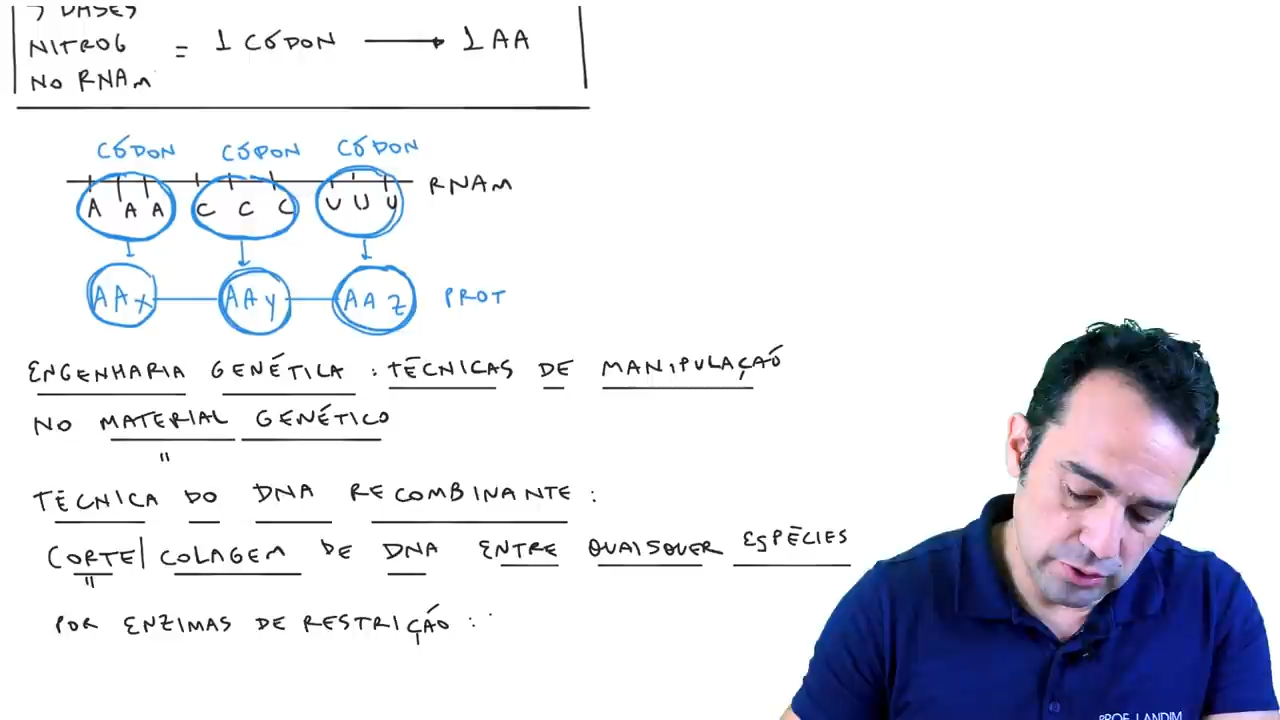 3 BASES
NITROG
NO RNAm
= 1 CÓDON → 1 AA
CÓDON CÓDON CÓDON
A A A C C C U U U RNAm
AA X AA Y AA Z PROT
ENGENHARIA GENÉTICA : TÉCNICAS DE MANIPULAÇÃO
NO MATERIAL GENÉTICO
"
TÉCNICA DO DNA RECOMBINANTE :
CORTE/ COLAGEM DE DNA ENTRE QUAISQUER ESPÉCIES
"
POR ENZIMAS DE RESTRIÇÃO :
PROF. LANDIM